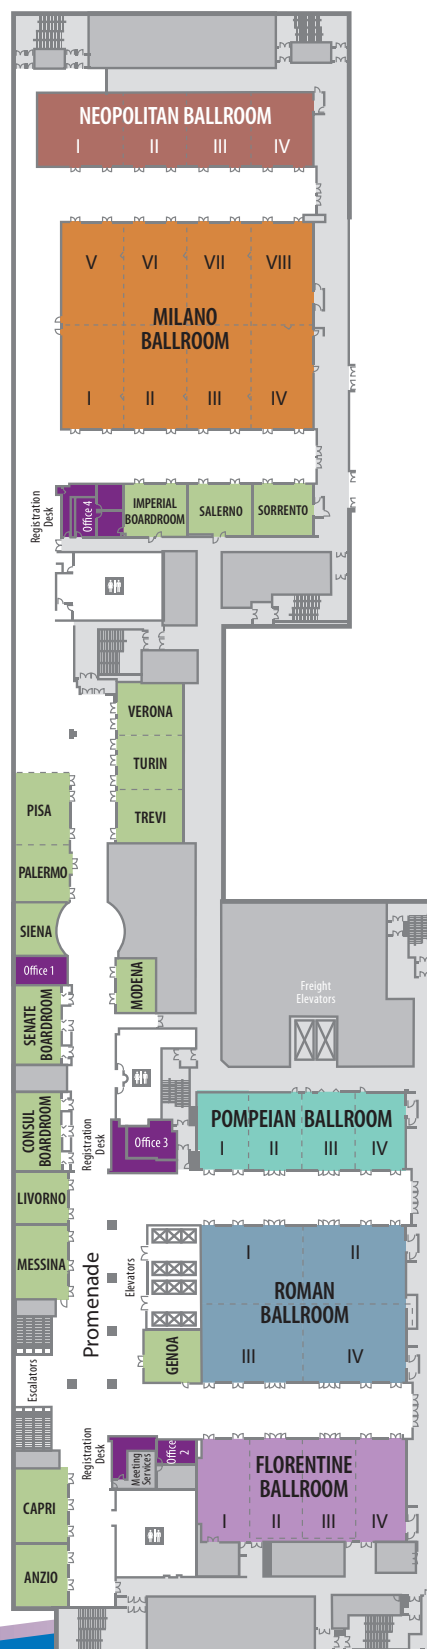 NEOPOLITAN BALLROOM
I II III IV
V VI VII VIII
MILANO
BALLROOM
I II III IV
Registration
Desk
Office 4
IMPERIAL
BOARDROOM
SALERNO
SORRENTO
VERONA
TURIN
TREVI
PISA
PALERMO
SIENA
Office 1
MODENA
SENATE
BOARDROOM
Freight
Elevators
CONSUL
BOARDROOM
Registration
Desk
Office 3
POMPEIAN BALLROOM
I II III IV
LIVORNO
MESSINA
Promenade
Elevators
I II
ROMAN
BALLROOM
III IV
GENOA
Escalators
Registration
Desk
Meeting
Services
Office
2
FLORENTINE
BALLROOM
I II III IV
CAPRI
ANZIO